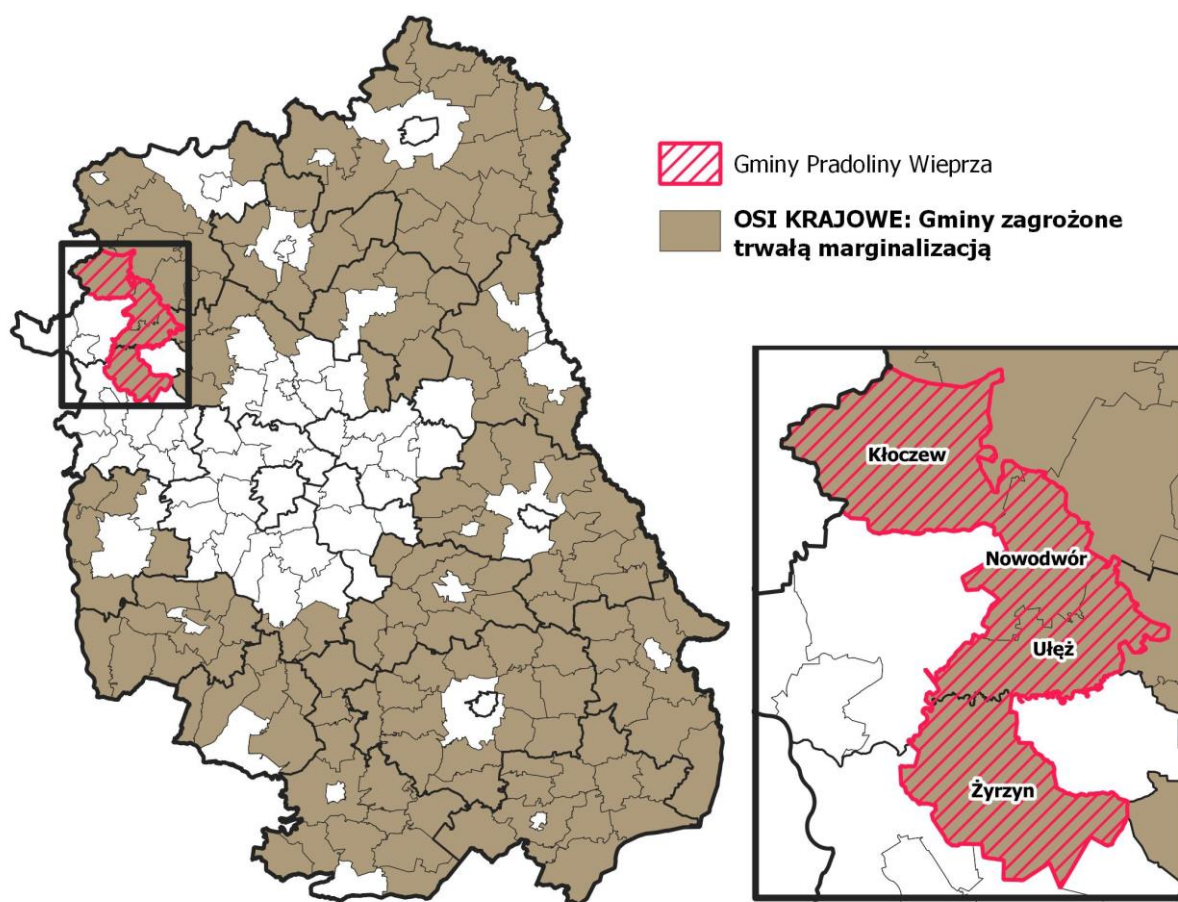 Gminy Pradoliny Wieprza
OSI KRAJOWE: Gminy zagrożone
trwałą marginalizacją
Kłoczew
Nowodwór
Ułęż
Żyrzyn